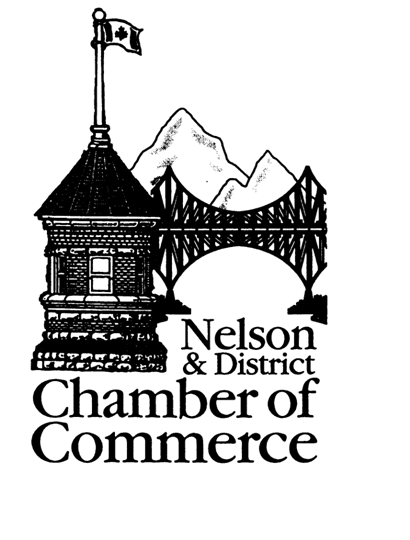 Nelson
& District
Chamber of
Commerce